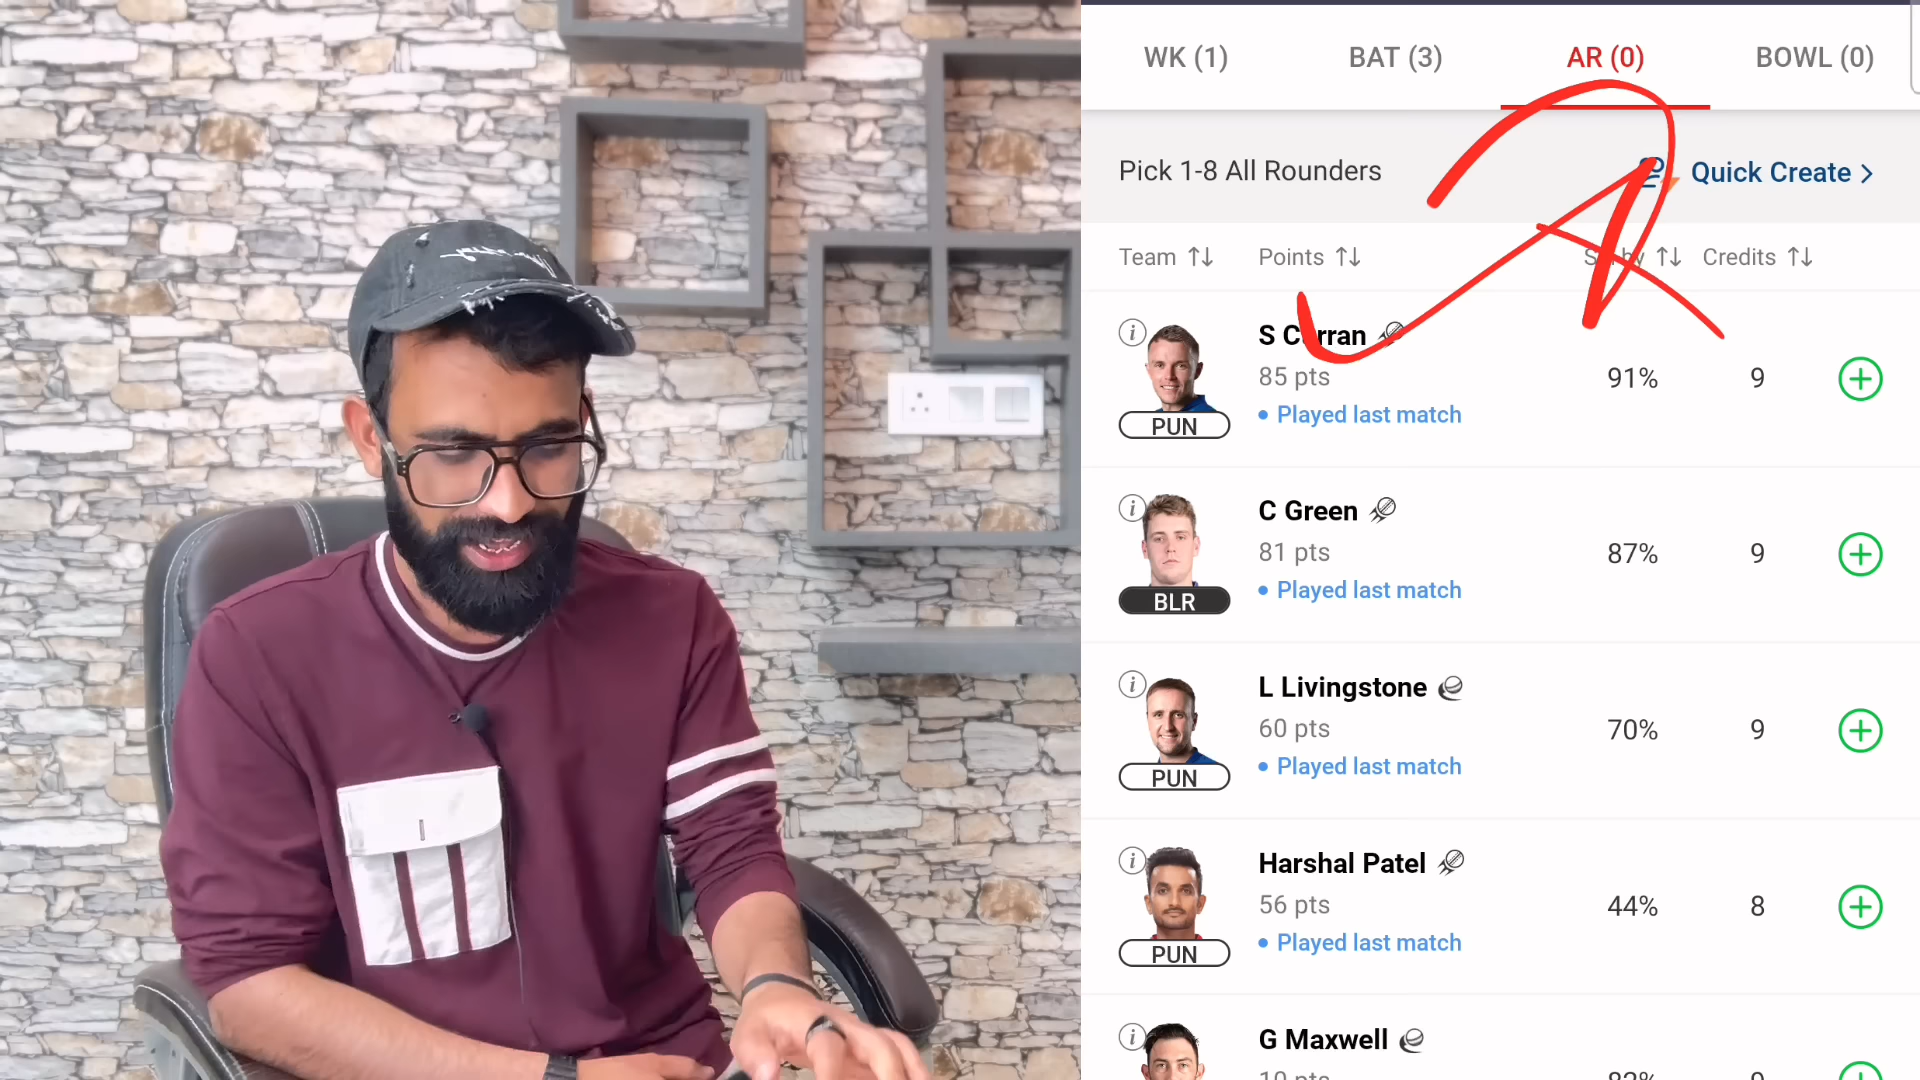 WK (1) BAT (3) AR (0) BOWL (0)
Pick 1-8 All Rounders Quick Create >
Team Points by Credits
S Curran
85 pts 91% 9
Played last match
PUN
C Green
81 pts 87% 9
Played last match
BLR
L Livingstone
60 pts 70% 9
Played last match
PUN
Harshal Patel
56 pts 44% 8
Played last match
PUN
G Maxwell